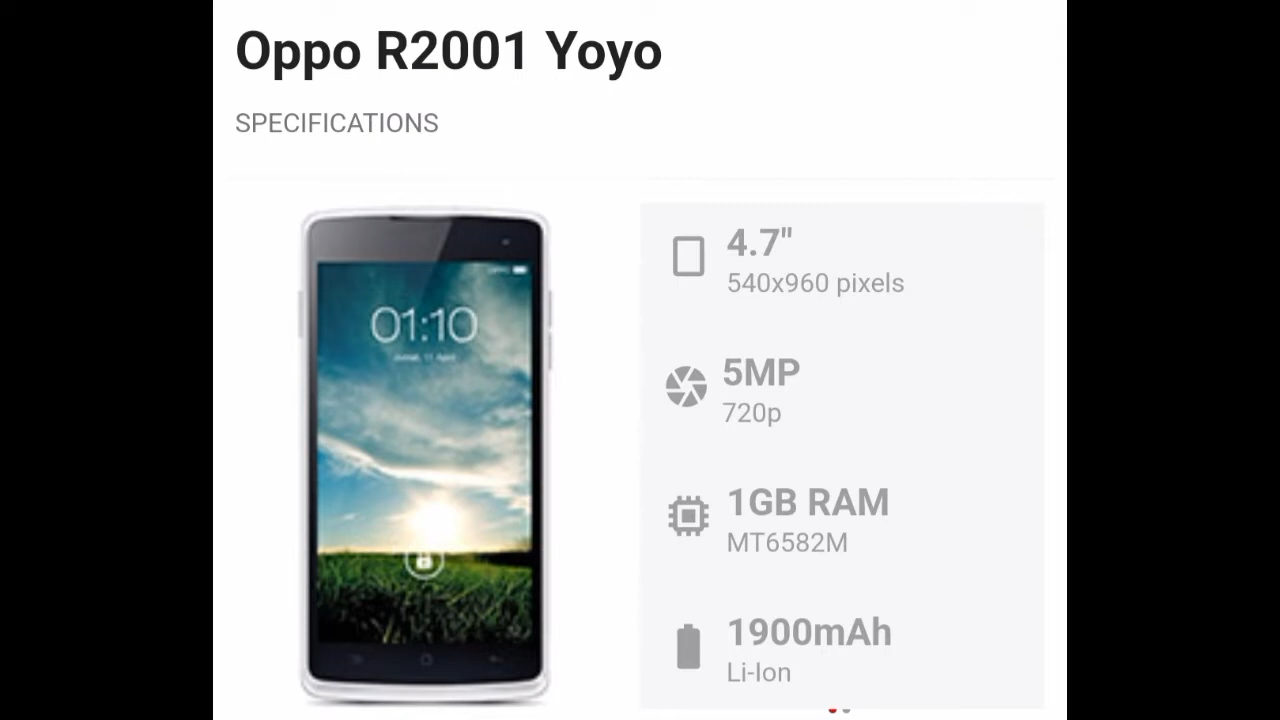 Oppo R2001 Yoyo
SPECIFICATIONS
01:10
4.7"
540x960 pixels
5MP
720p
1GB RAM
MT6582M
1900mAh
Li-Ion